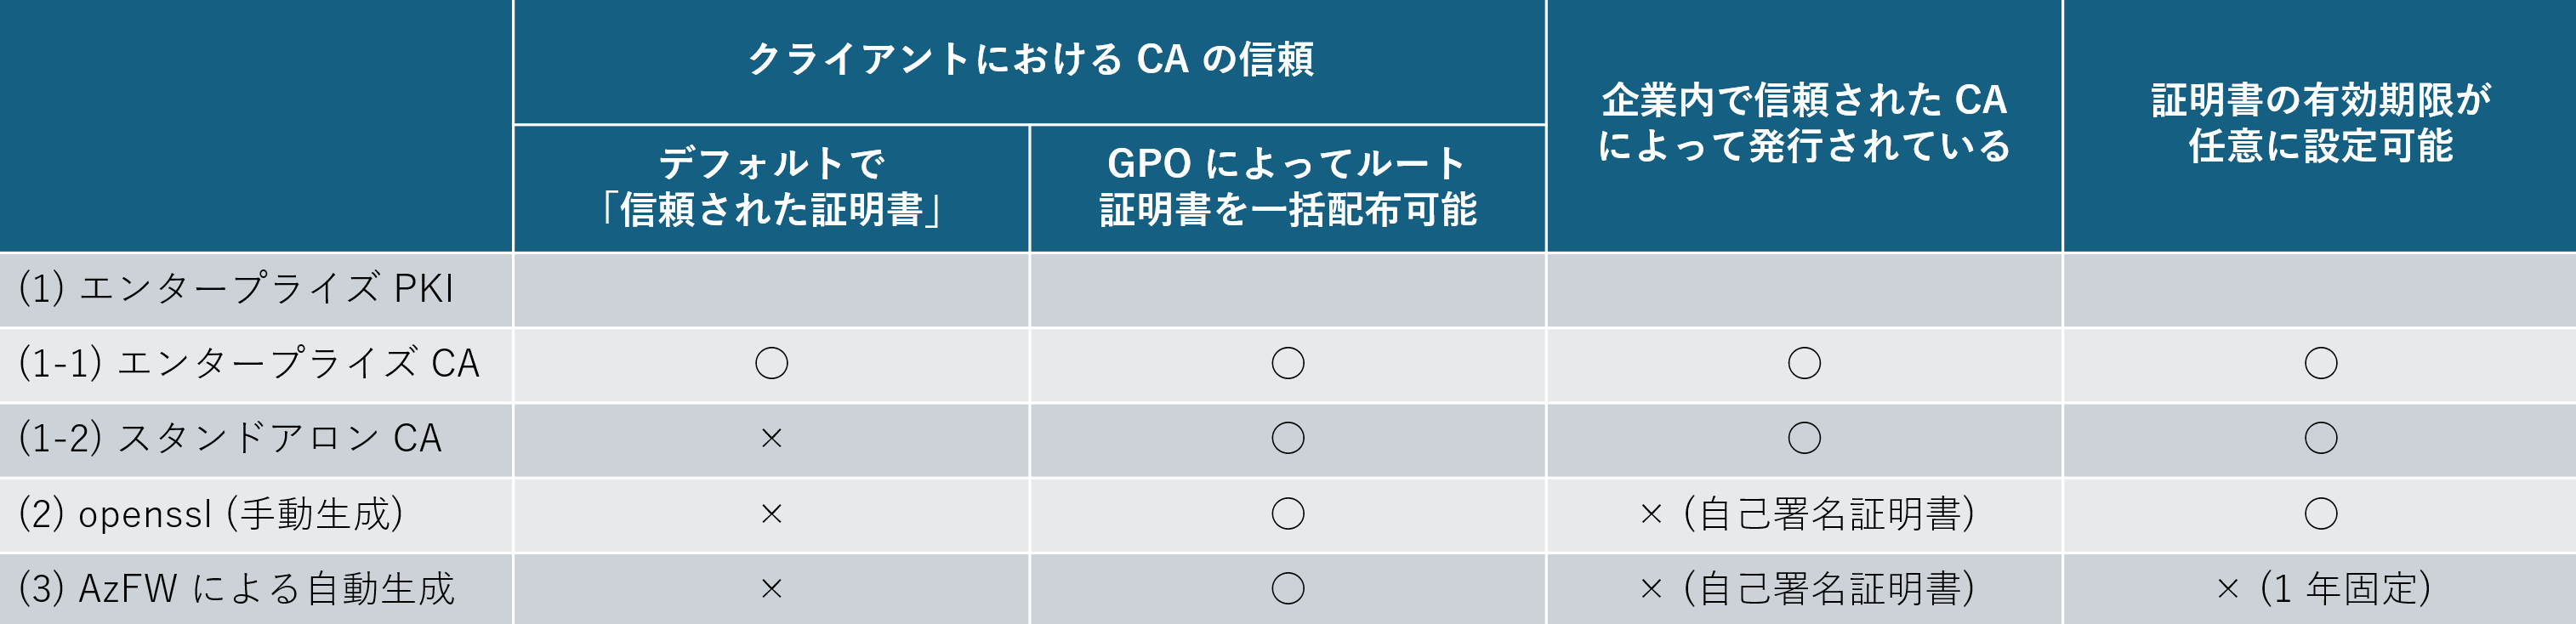 クライアントにおける CA の信頼
企業内で信頼された CA
によって発行されている
証明書の有効期限が
任意に設定可能
デフォルトで
「信頼された証明書」
GPO によってルート
証明書を一括配布可能
(1) エンタープライズ PKI
(1-1) エンタープライズ CA ○ ○ ○ ○
(1-2) スタンドアロン CA × ○ ○ ○
(2) openssl (手動生成) × ○ × (自己署名証明書) ○
(3) AzFW による自動生成 × ○ × (自己署名証明書) × (1 年固定)